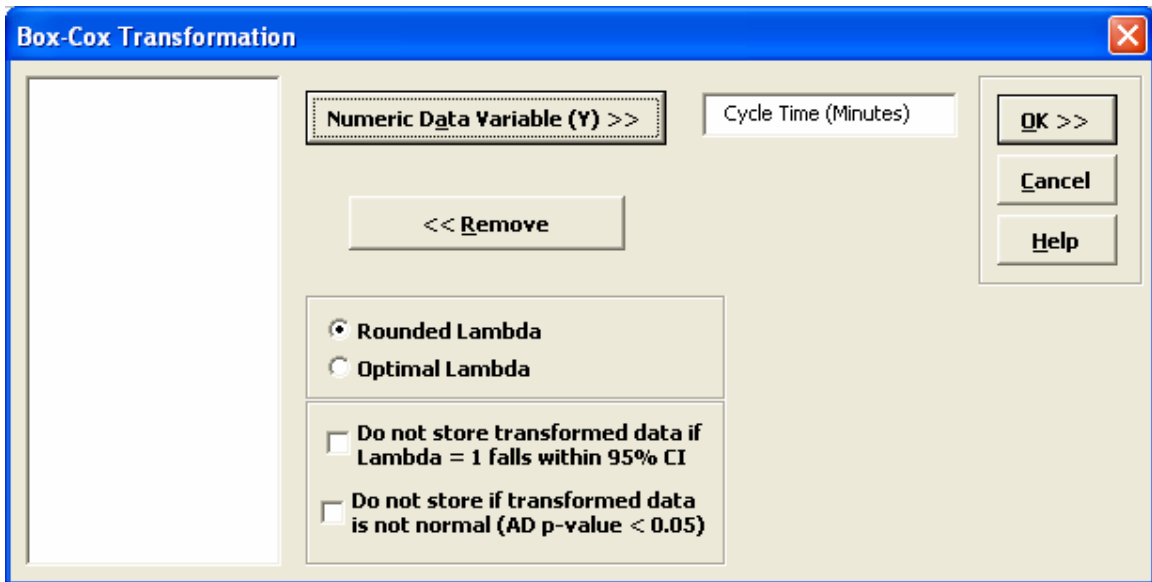 Box-Cox Transformation
Numeric Data Variable (Y) >>
Cycle Time (Minutes)
OK >>
Cancel
<< Remove
Help
Rounded Lambda
Optimal Lambda
Do not store transformed data if
Lambda = 1 falls within 95% CI
Do not store if transformed data
is not normal (AD p-value < 0.05)